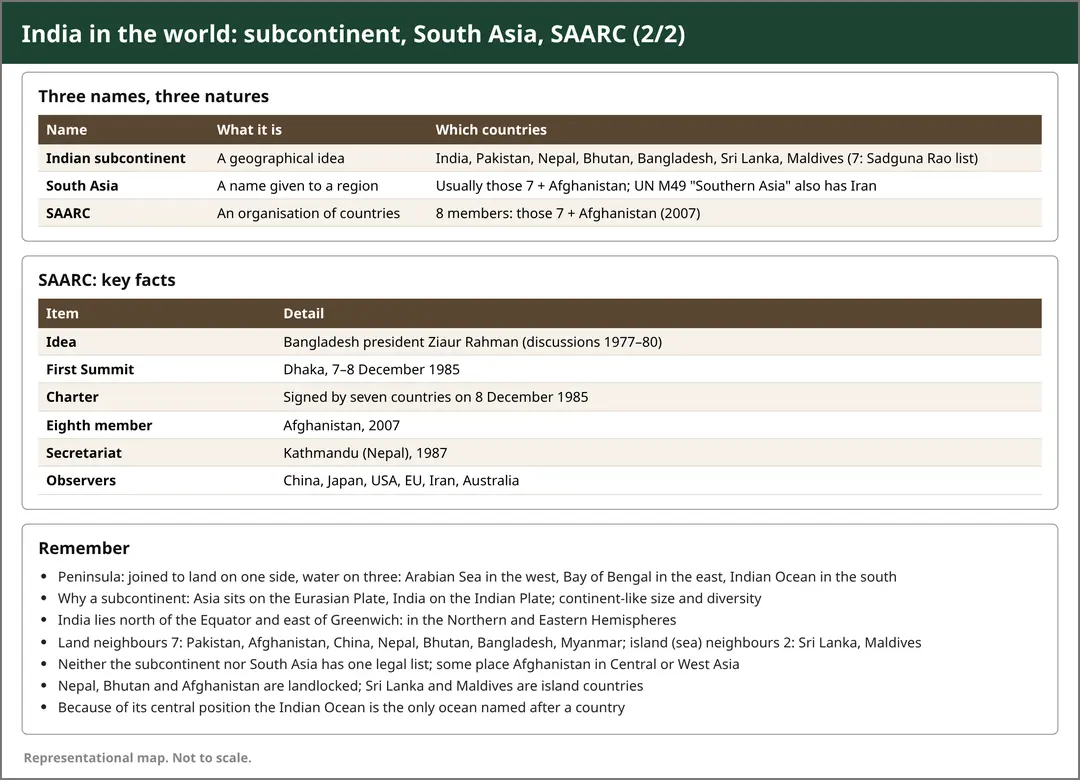 India in the world: subcontinent, South Asia, SAARC (2/2)
Three names, three natures
Name What it is Which countries
Indian subcontinent A geographical idea India, Pakistan, Nepal, Bhutan, Bangladesh, Sri Lanka, Maldives (7: Sadguna Rao list)
South Asia A name given to a region Usually those 7 + Afghanistan; UN M49 "Southern Asia" also has Iran
SAARC An organisation of countries 8 members: those 7 + Afghanistan (2007)
SAARC: key facts
Item Detail
Idea Bangladesh president Ziaur Rahman (discussions 1977–80)
First Summit Dhaka, 7–8 December 1985
Charter Signed by seven countries on 8 December 1985
Eighth member Afghanistan, 2007
Secretariat Kathmandu (Nepal), 1987
Observers China, Japan, USA, EU, Iran, Australia
Remember
• Peninsula: joined to land on one side, water on three: Arabian Sea in the west, Bay of Bengal in the east, Indian Ocean in the south
• Why a subcontinent: Asia sits on the Eurasian Plate, India on the Indian Plate; continent-like size and diversity
• India lies north of the Equator and east of Greenwich: in the Northern and Eastern Hemispheres
• Land neighbours 7: Pakistan, Afghanistan, China, Nepal, Bhutan, Bangladesh, Myanmar; island (sea) neighbours 2: Sri Lanka, Maldives
• Neither the subcontinent nor South Asia has one legal list; some place Afghanistan in Central or West Asia
• Nepal, Bhutan and Afghanistan are landlocked; Sri Lanka and Maldives are island countries
• Because of its central position the Indian Ocean is the only ocean named after a country
Representational map. Not to scale.